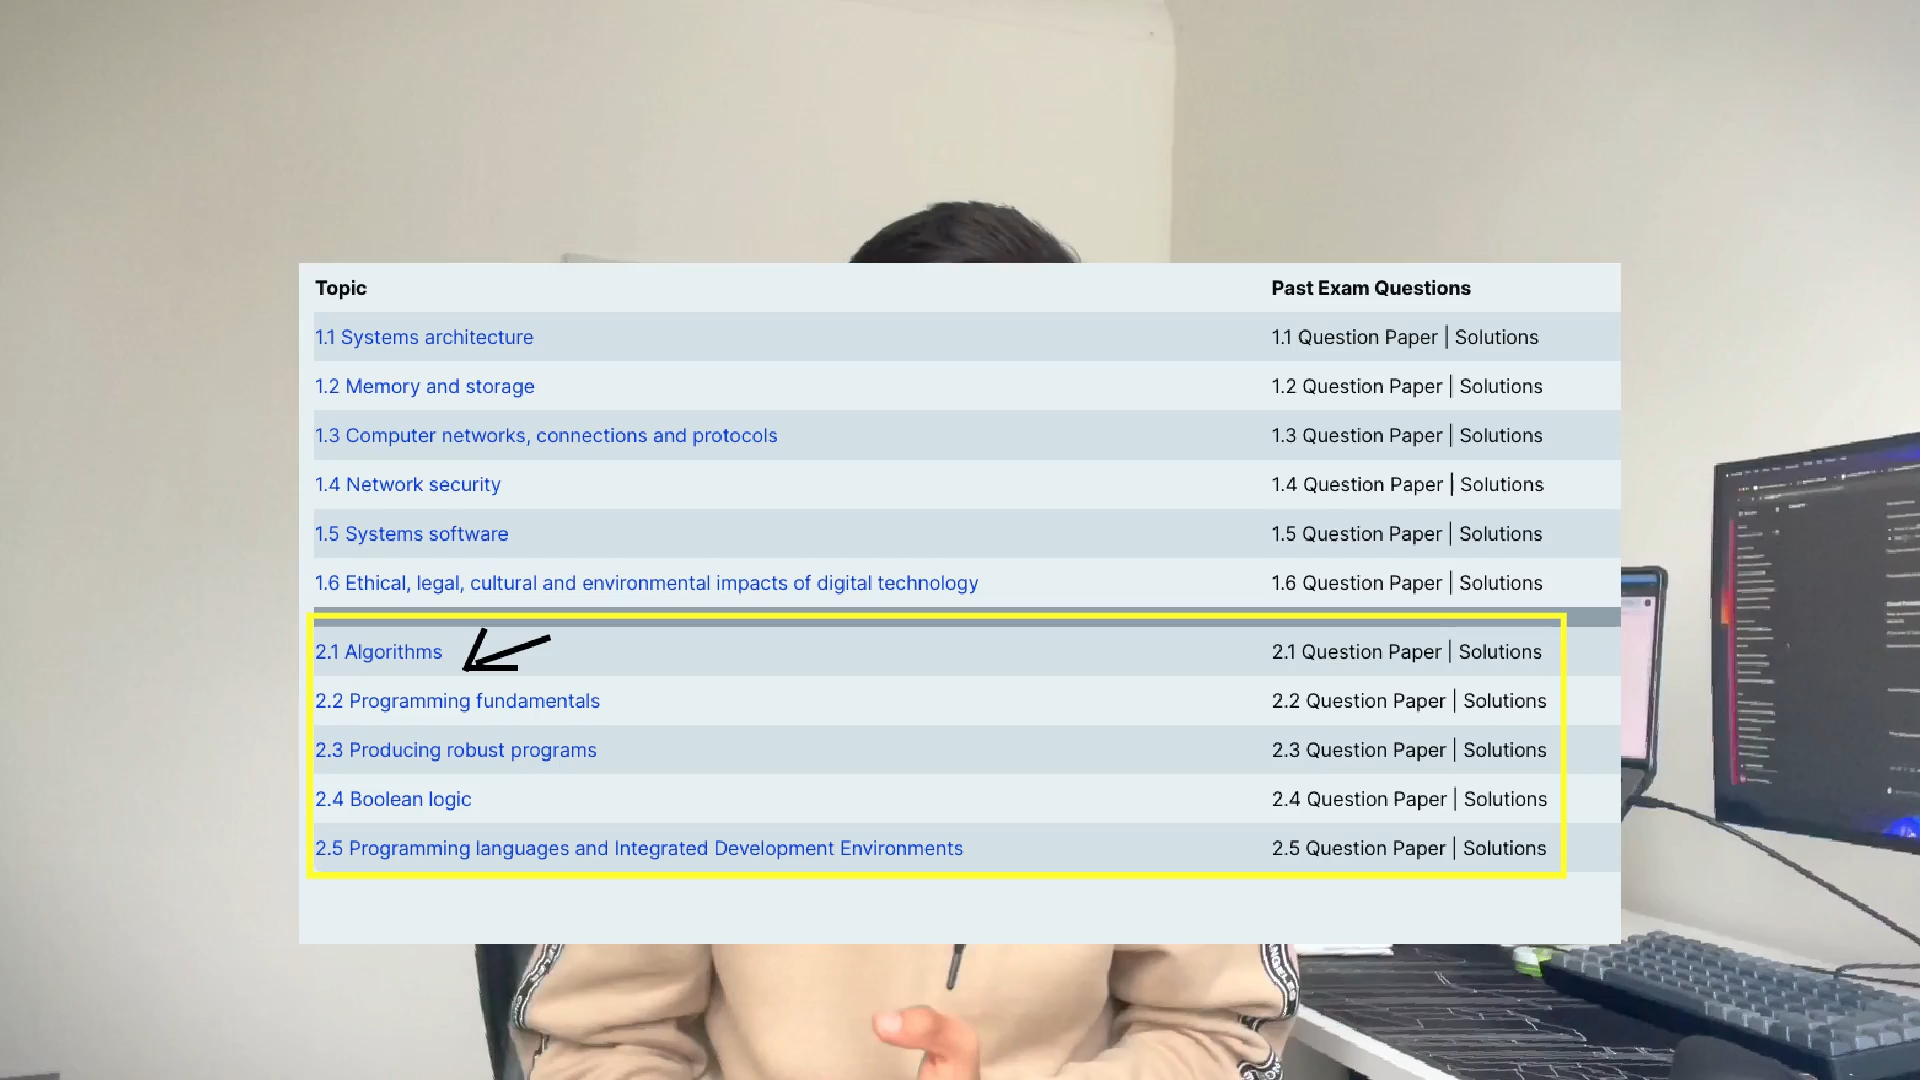 Topic Past Exam Questions
1.1 Systems architecture 1.1 Question Paper | Solutions
1.2 Memory and storage 1.2 Question Paper | Solutions
1.3 Computer networks, connections and protocols 1.3 Question Paper | Solutions
1.4 Network security 1.4 Question Paper | Solutions
1.5 Systems software 1.5 Question Paper | Solutions
1.6 Ethical, legal, cultural and environmental impacts of digital technology 1.6 Question Paper | Solutions
2.1 Algorithms 2.1 Question Paper | Solutions
2.2 Programming fundamentals 2.2 Question Paper | Solutions
2.3 Producing robust programs 2.3 Question Paper | Solutions
2.4 Boolean logic 2.4 Question Paper | Solutions
2.5 Programming languages and Integrated Development Environments 2.5 Question Paper | Solutions